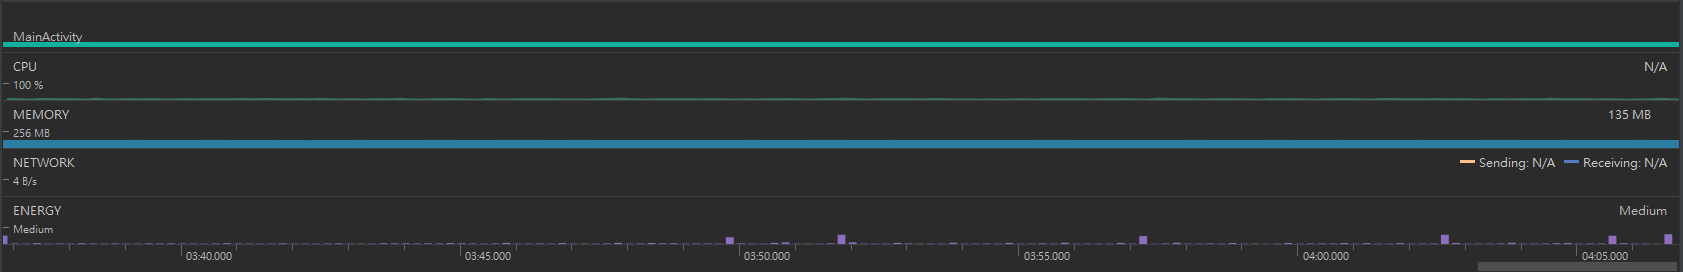 MainActivity
CPU N/A
100 %
MEMORY 135 MB
256 MB
NETWORK Sending: N/A Receiving: N/A
4 B/s
ENERGY Medium
Medium
03:40.000 03:45.000 03:50.000 03:55.000 04:00.000 04:05.000